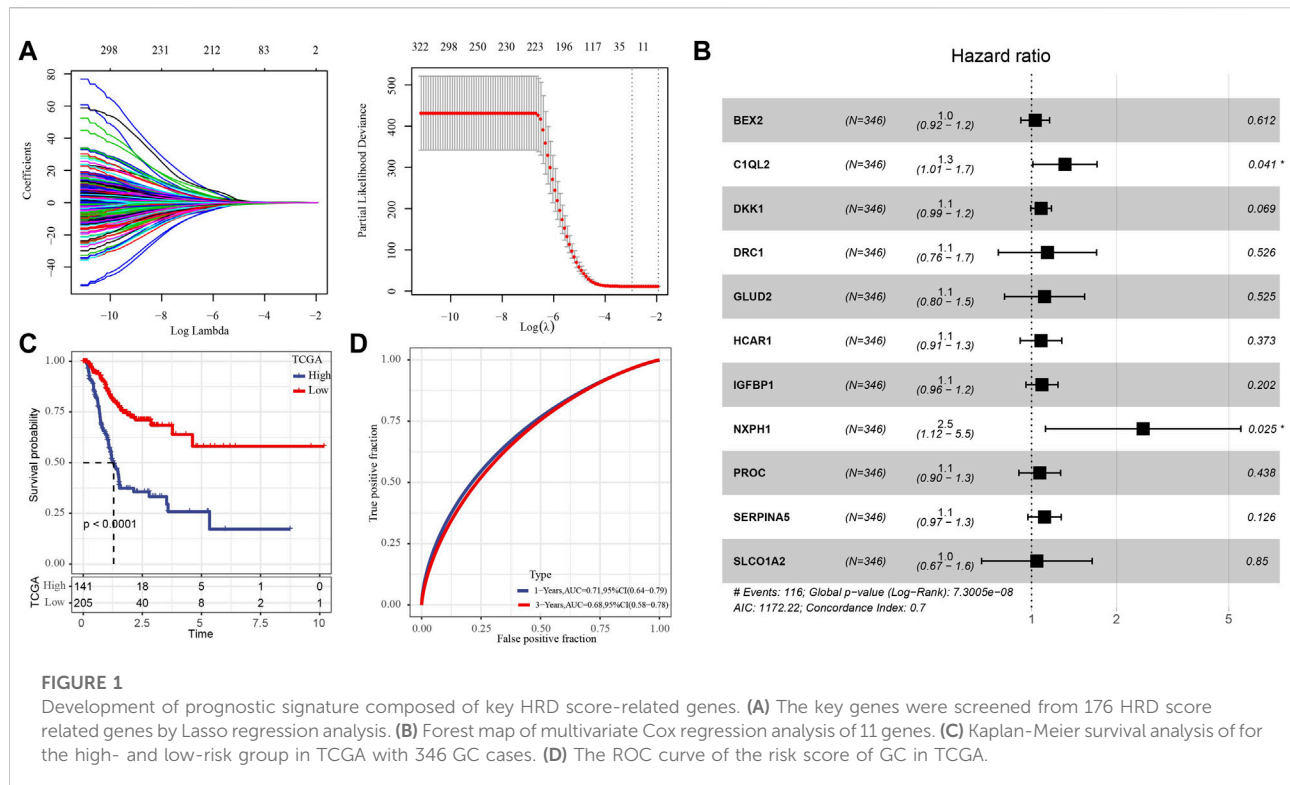 A
298 231 212 83 2
80
60
40
20
0
−20
−40
Coefficients
−10 −8 −6 −4 −2
Log Lambda
322 298 250 230 223 196 117 35 11
500
400
300
200
100
0
Partial Likelihood Deviance
−10 −8 −6 −4 −2
Log(λ)
B
Hazard ratio
BEX2 (N=346) 1.0 (0.92 − 1.2) 0.612
C1QL2 (N=346) 1.3 (1.01 − 1.7) 0.041 *
DKK1 (N=346) 1.1 (0.99 − 1.2) 0.069
DRC1 (N=346) 1.1 (0.76 − 1.7) 0.526
GLUD2 (N=346) 1.1 (0.80 − 1.5) 0.525
HCAR1 (N=346) 1.1 (0.91 − 1.3) 0.373
IGFBP1 (N=346) 1.1 (0.96 − 1.2) 0.202
NXPH1 (N=346) 2.5 (1.12 − 5.5) 0.025 *
PROC (N=346) 1.1 (0.90 − 1.3) 0.438
SERPINA5 (N=346) 1.1 (0.97 − 1.3) 0.126
SLCO1A2 (N=346) 1.0 (0.67 − 1.6) 0.85
# Events: 116; Global p−value (Log−Rank): 7.3005e−08
AIC: 1172.22; Concordance Index: 0.7
1 2 5
C
TCGA
High
Low
1.00
0.75
0.50
0.25
0.00
Survival probability
p < 0.0001
TCGA
High 141 18 5 1 0
Low 205 40 8 2 1
0 2.5 5 7.5 10
Time
D
1.00
0.75
0.50
0.25
0.00
True positive fraction
Type
1−Years,AUC=0.71,95%CI(0.64−0.79)
3−Years,AUC=0.68,95%CI(0.58−0.78)
0.00 0.25 0.50 0.75 1.00
False positive fraction
FIGURE 1
Development of prognostic signature composed of key HRD score-related genes. (A) The key genes were screened from 176 HRD score
related genes by Lasso regression analysis. (B) Forest map of multivariate Cox regression analysis of 11 genes. (C) Kaplan-Meier survival analysis of for
the high- and low-risk group in TCGA with 346 GC cases. (D) The ROC curve of the risk score of GC in TCGA.